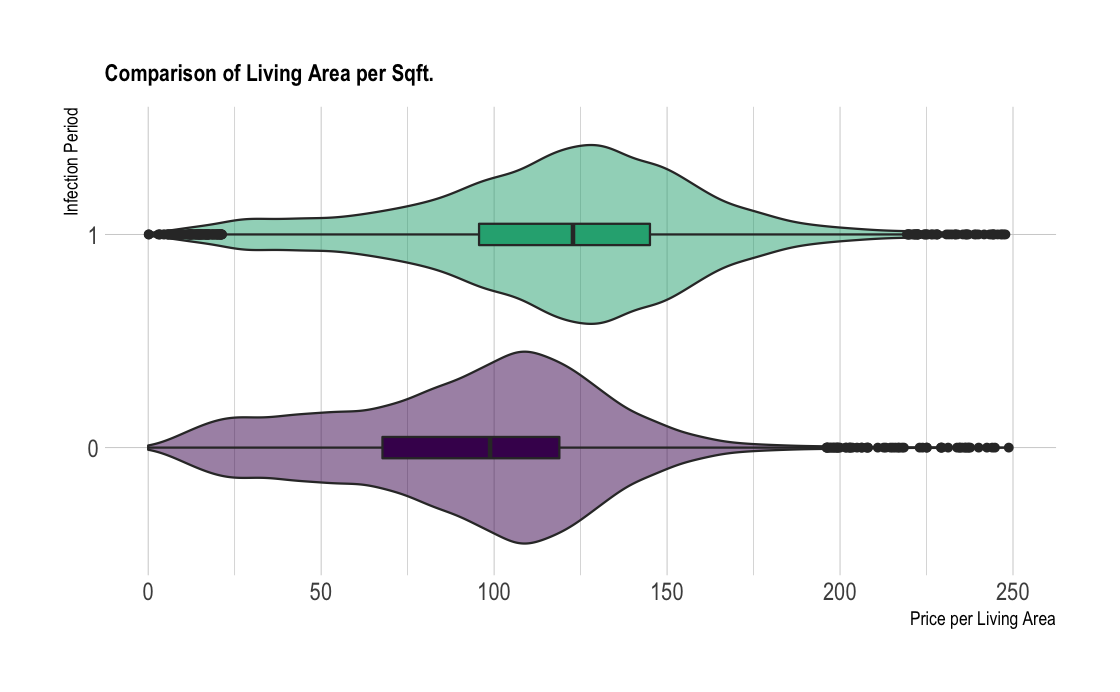 Comparison of Living Area per Sqft.
Infection Period
1
0
0 50 100 150 200 250
Price per Living Area